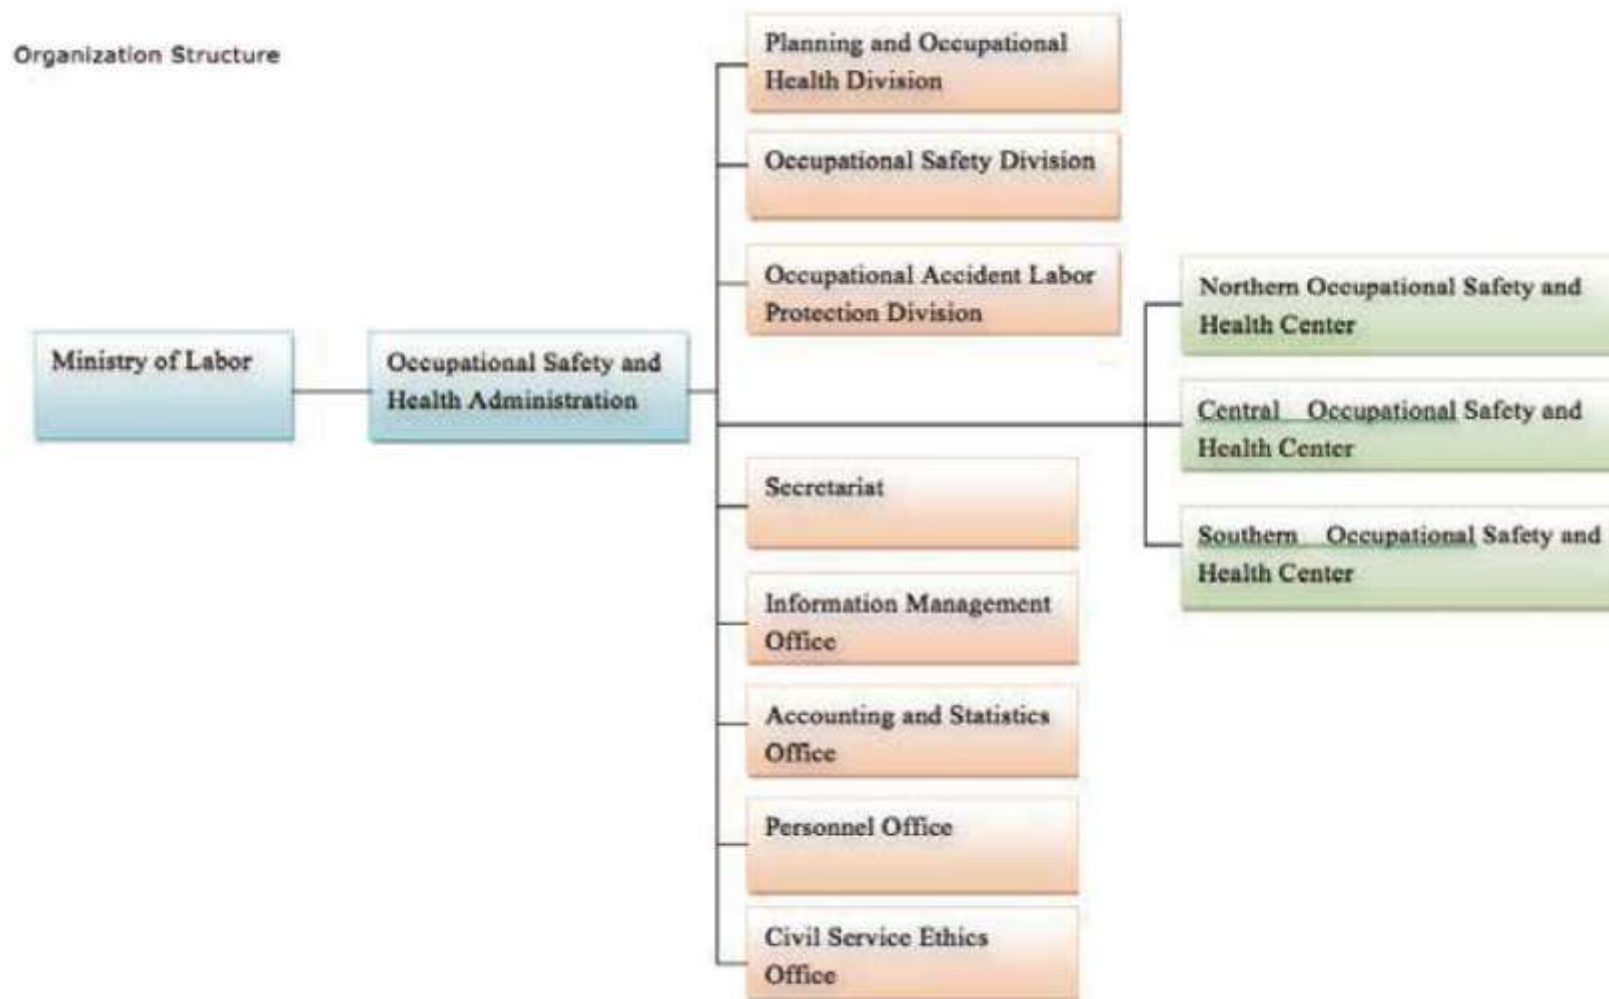 Organization Structure
Planning and Occupational
Health Division
Occupational Safety Division
Occupational Accident Labor
Protection Division
Ministry of Labor
Occupational Safety and
Health Administration
Northern Occupational Safety and
Health Center
Central Occupational Safety and
Health Center
Southern Occupational Safety and
Health Center
Secretariat
Information Management
Office
Accounting and Statistics
Office
Personnel Office
Civil Service Ethics
Office